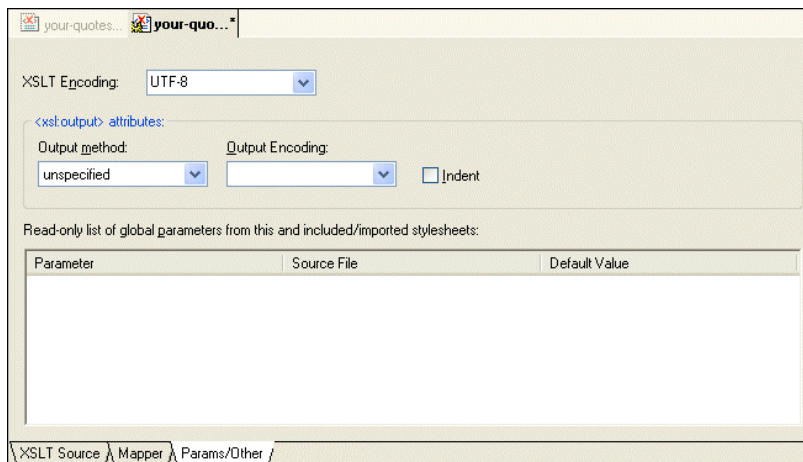 your-quotes... your-quo...*
XSLT Encoding: UTF-8
<xsl:output> attributes:
Output method: Output Encoding:
unspecified Indent
Read-only list of global parameters from this and included/imported stylesheets:
Parameter Source File Default Value
XSLT Source Mapper Params/Other